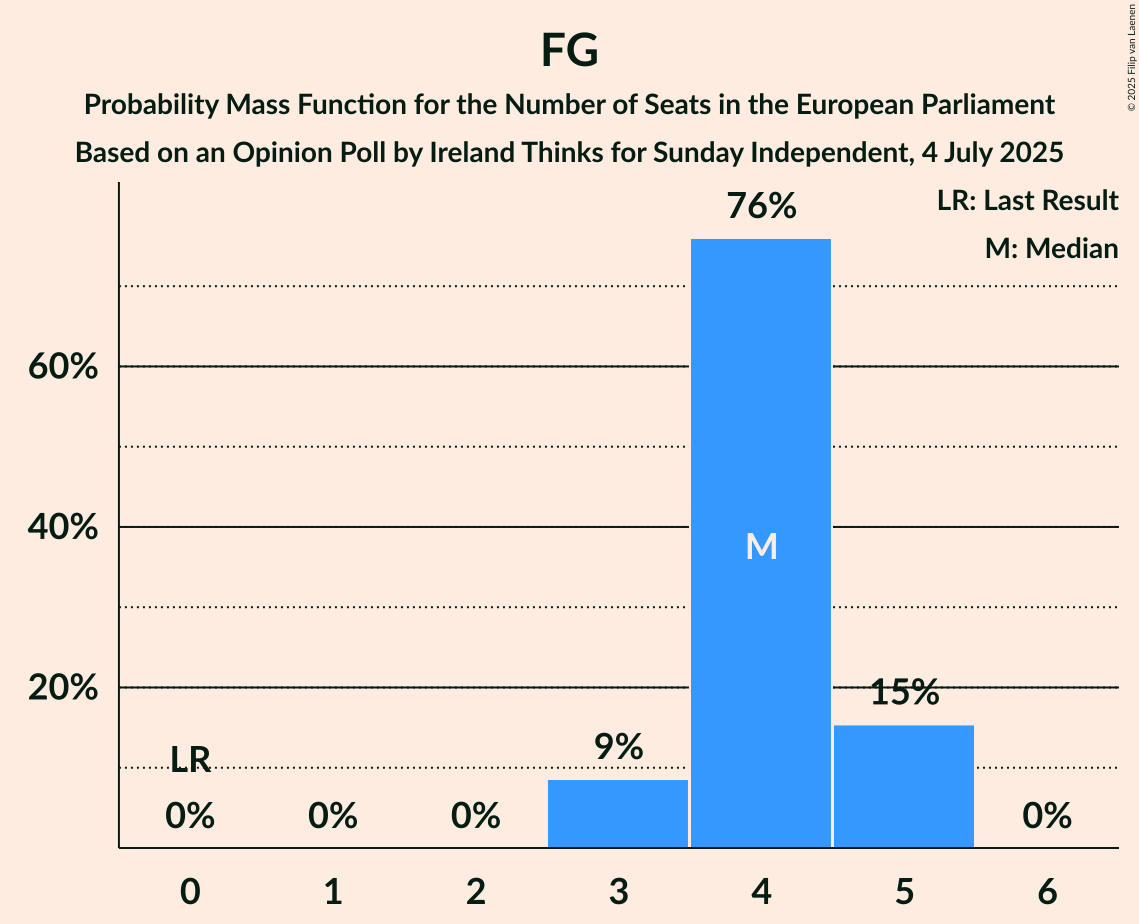 FG
Probability Mass Function for the Number of Seats in the European Parliament
Based on an Opinion Poll by Ireland Thinks for Sunday Independent, 4 July 2025
© 2025 Filip van Laenen
LR: Last Result
M: Median
76%
60%
40%
M
20%
15%
LR
9%
0%
0%
0%
0%
0
1
2
3
4
5
6